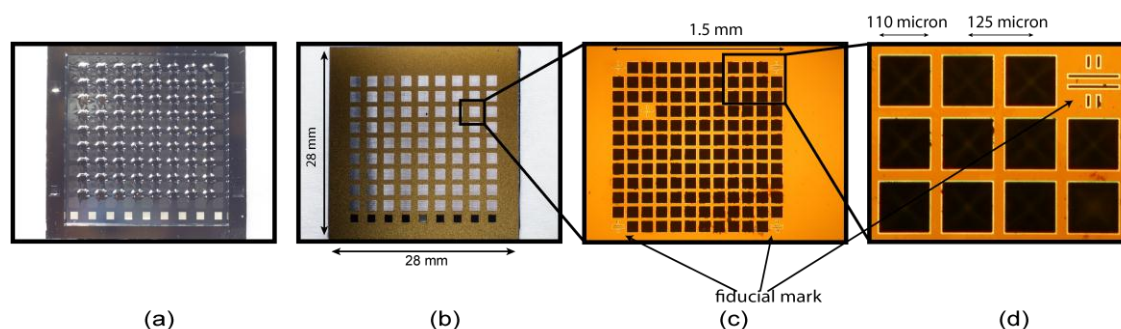 110 micron
125 micron
1.5 mm
28 mm
28 mm
fiducial mark
(a)
(b)
(c)
(d)